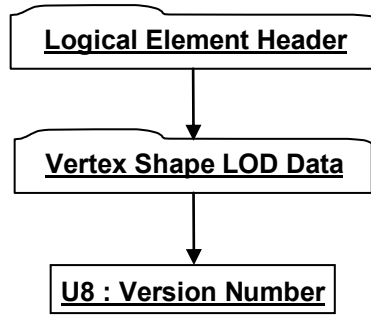 Logical Element Header
Vertex Shape LOD Data
U8 : Version Number